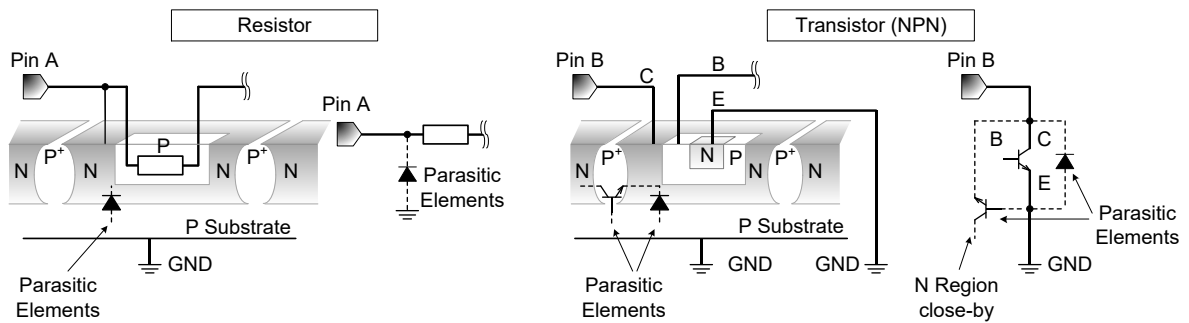 Resistor
Transistor (NPN)
Pin A
Pin A
N
P+
N
P
N
P+
N
Parasitic
Elements
P Substrate
GND
Parasitic
Elements
Pin B
C
B
E
N
P+
N
N
P
N
P+
N
P Substrate
GND
GND
Parasitic
Elements
Pin B
B
C
E
Parasitic
Elements
GND
N Region
close-by